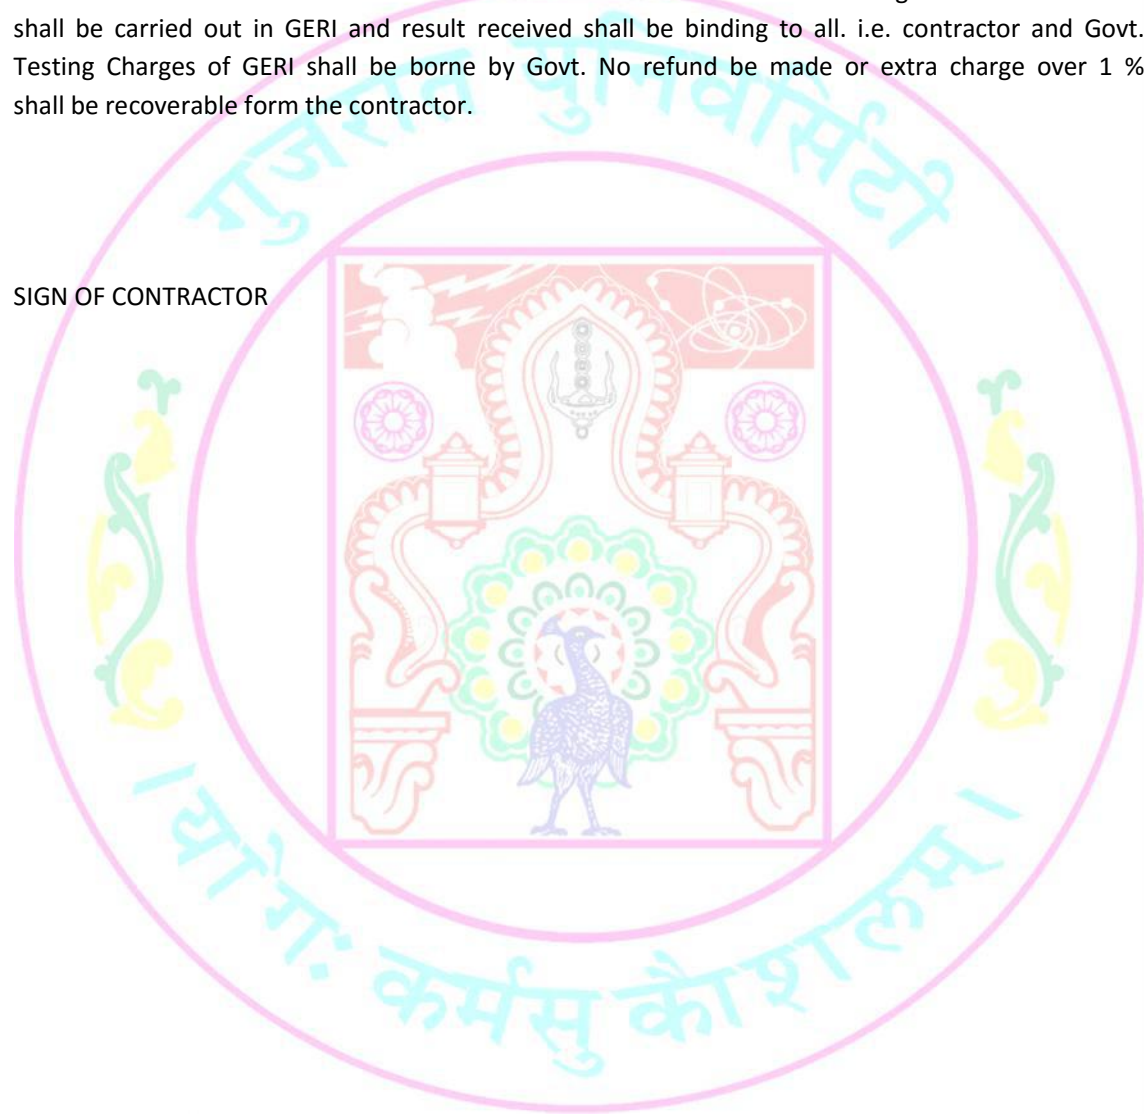 shall be carried out in GERI and result received shall be binding to all. i.e. contractor and Govt.
Testing Charges of GERI shall be borne by Govt. No refund be made or extra charge over 1 %
shall be recoverable form the contractor.
गुजरात युनिवर्सिटी
SIGN OF CONTRACTOR
। योगः कर्मसु कौशलम् ।